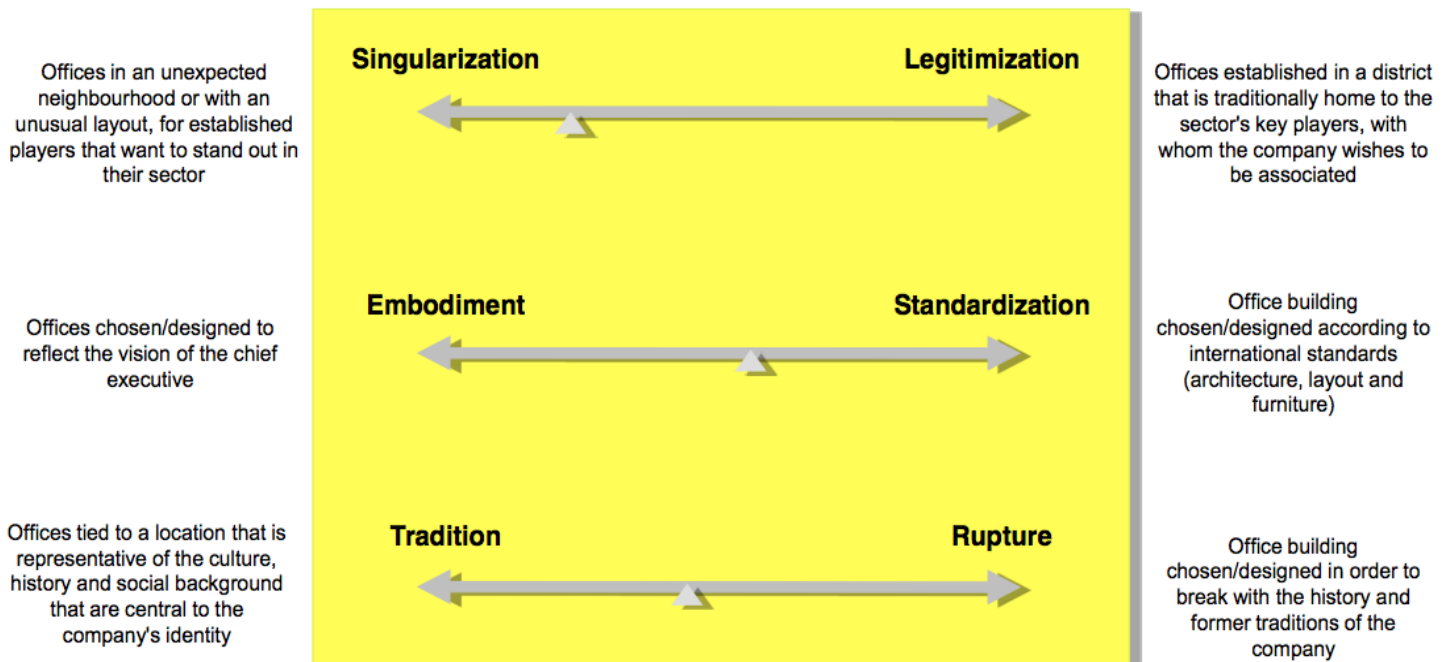 Singularization
Legitimization
Offices in an unexpected
neighbourhood or with an
unusual layout, for established
players that want to stand out in
their sector
Offices established in a district
that is traditionally home to the
sector's key players, with
whom the company wishes to
be associated
Embodiment
Standardization
Offices chosen/designed to
reflect the vision of the chief
executive
Office building
chosen/designed according to
international standards
(architecture, layout and
furniture)
Tradition
Rupture
Offices tied to a location that is
representative of the culture,
history and social background
that are central to the
company's identity
Office building
chosen/designed in order to
break with the history and
former traditions of the
company